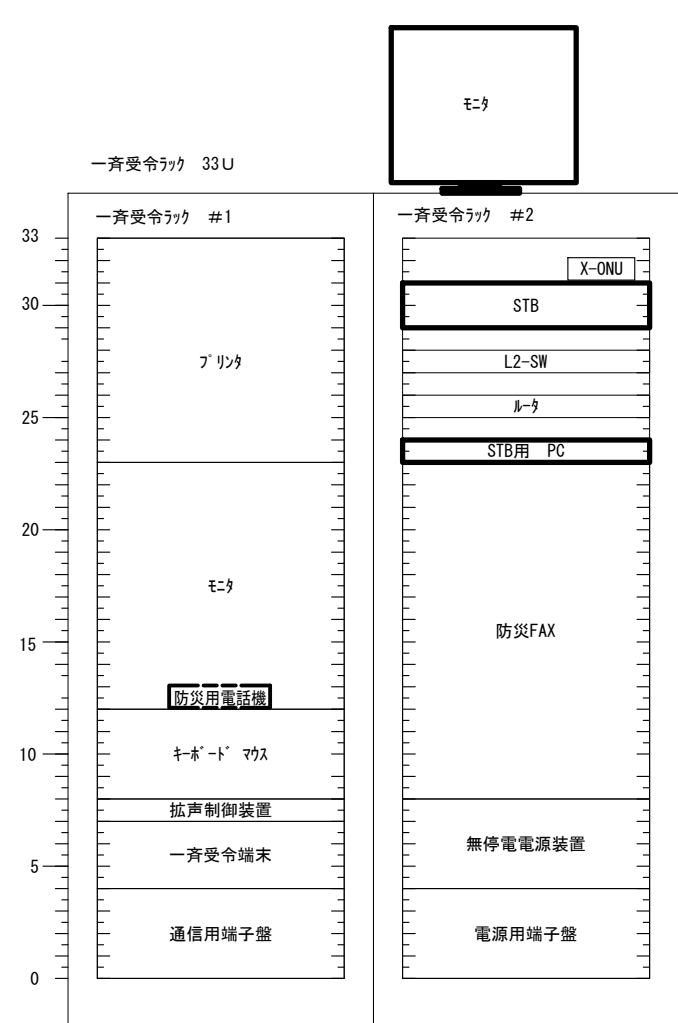 ﾓﾆﾀ
一斉受令ﾗｯｸ 33U
一斉受令ﾗｯｸ #1
一斉受令ﾗｯｸ #2
33
30
25
20
15
10
5
0
ﾌﾟﾘﾝﾀ
ﾓﾆﾀ
防災用電話機
ｷｰﾎﾞｰﾄﾞ ﾏｳｽ
拡声制御装置
一斉受令端末
通信用端子盤
X-ONU
STB
L2-SW
ﾙｰﾀ
STB用 PC
防災FAX
無停電電源装置
電源用端子盤